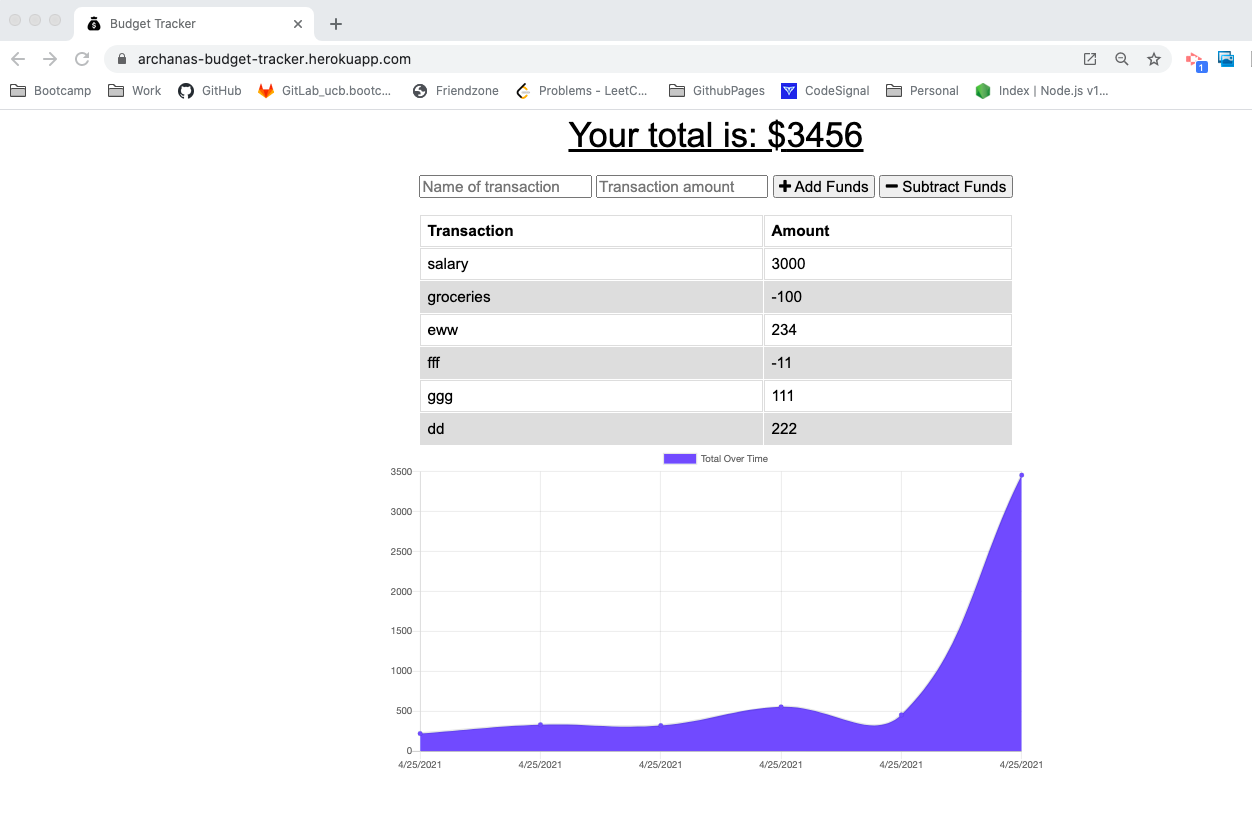 Budget Tracker
archanas-budget-tracker.herokuapp.com
1
Bootcamp Work GitHub GitLab_ucb.bootc... Friendzone Problems - LeetC... GithubPages CodeSignal Personal Index | Node.js v1...
Your total is: $3456
Name of transaction Transaction amount Add Funds Subtract Funds
Transaction Amount
salary 3000
groceries -100
eww 234
fff -11
ggg 111
dd 222
Total Over Time
3500
3000
2500
2000
1500
1000
500
0
4/25/2021 4/25/2021 4/25/2021 4/25/2021 4/25/2021 4/25/2021